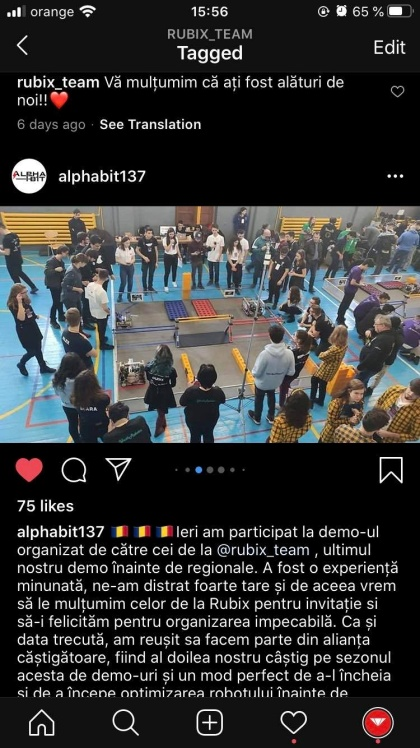 orange
15:56
65 %
RUBIX_TEAM
Tagged
Edit
rubix_team Vă mulțumim că ați fost alături de
noi!!❤️
6 days ago · See Translation
ALPHA
BIT
alphabit137
75 likes
alphabit137 🇷🇴 🇷🇴 🇷🇴Ieri am participat la demo-ul
organizat de către cei de la @rubix_team , ultimul
nostru demo înainte de regionale. A fost o experiență
minunată, ne-am distrat foarte tare și de aceea vrem
să le mulțumim celor de la Rubix pentru invitație si
să-i felicităm pentru organizarea impecabilă. Ca și
data trecută, am reușit sa facem parte din alianța
câștigătoare, fiind al doilea nostru câștig pe sezonul
acesta de demo-uri și un mod perfect de a-l încheia
și de a începe optimizarea robotului înainte de